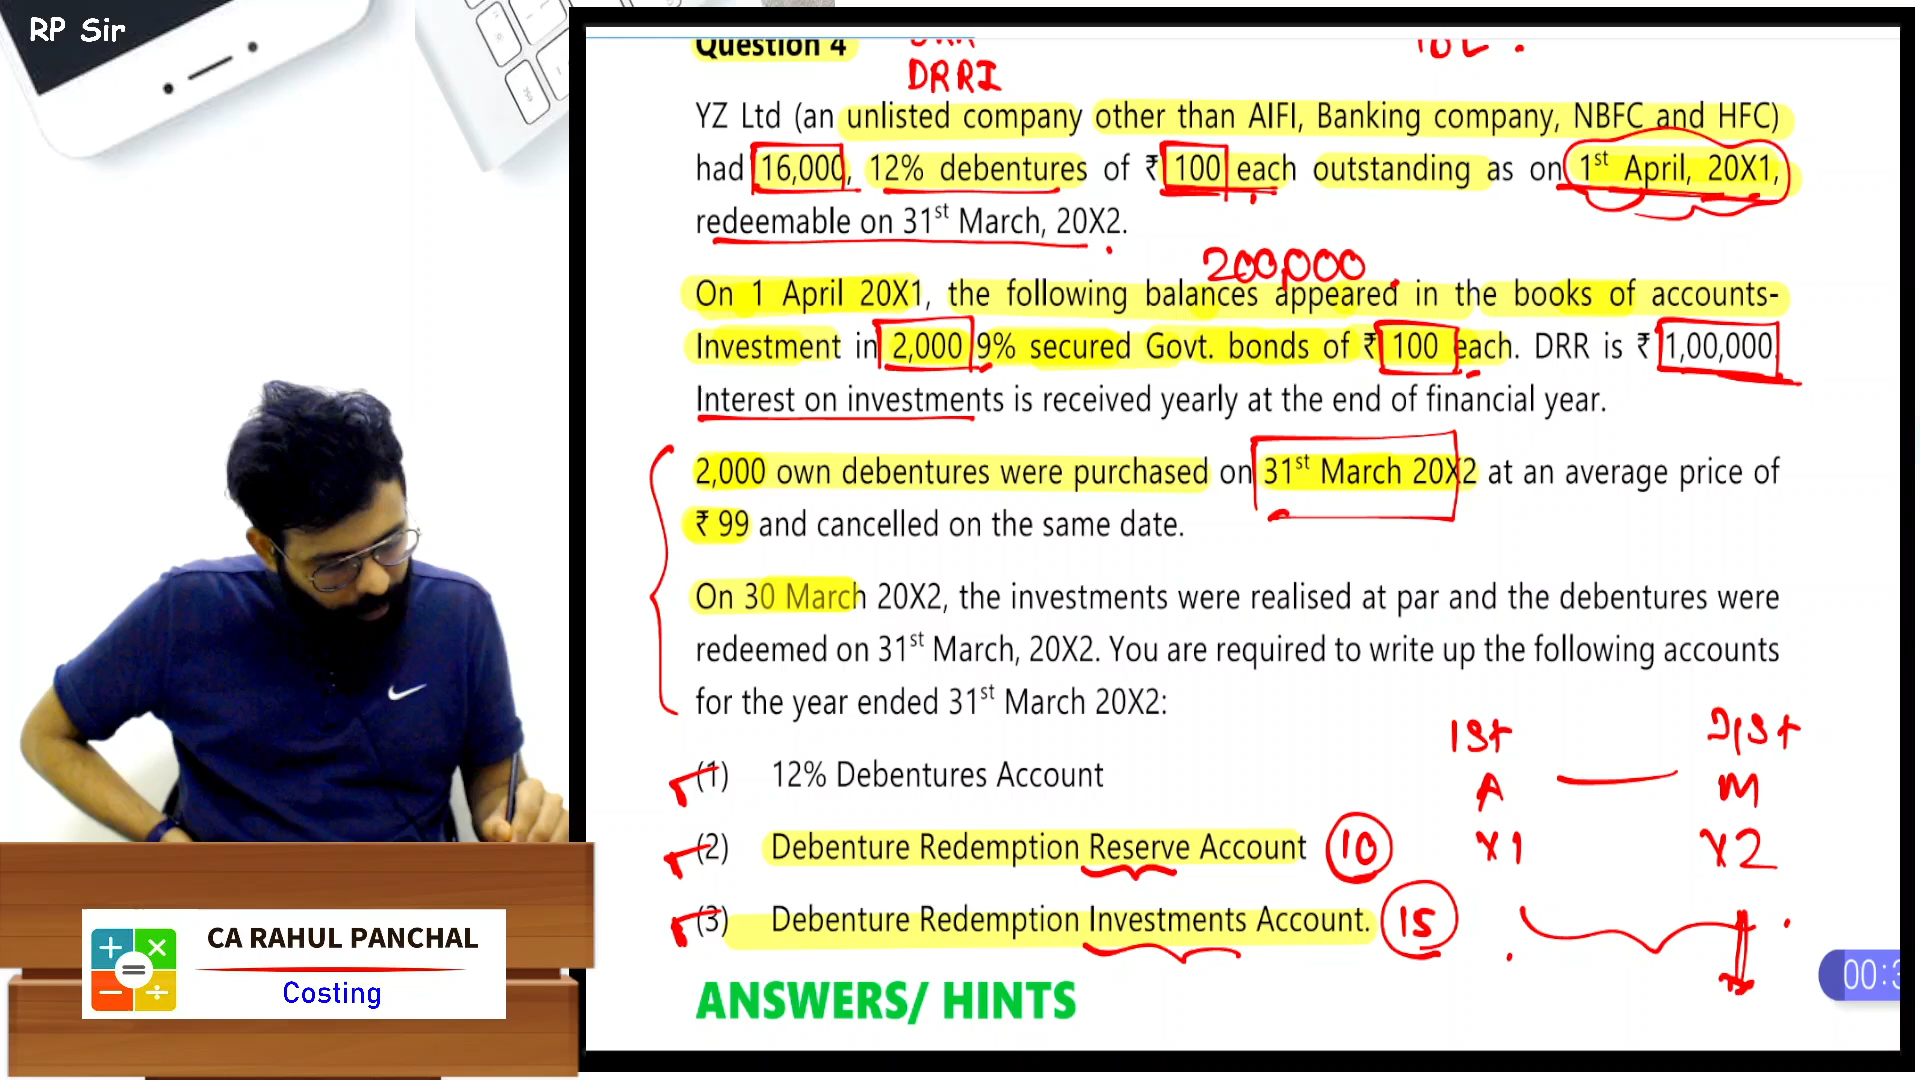 RP Sir
Question 4
DRRI
YZ Ltd (an unlisted company other than AIFI, Banking company, NBFC and HFC)
had 16,000, 12% debentures of ₹ 100 each outstanding as on 1st April, 20X1,
redeemable on 31st March, 20X2.
200,000
On 1 April 20X1, the following balances appeared in the books of accounts-
Investment in 2,000 9% secured Govt. bonds of ₹ 100 each. DRR is ₹ 1,00,000.
Interest on investments is received yearly at the end of financial year.
2,000 own debentures were purchased on 31st March 20X2 at an average price of
₹ 99 and cancelled on the same date.
On 30 March 20X2, the investments were realised at par and the debentures were
redeemed on 31st March, 20X2. You are required to write up the following accounts
for the year ended 31st March 20X2:
(1) 12% Debentures Account
(2) Debenture Redemption Reserve Account 10
(3) Debenture Redemption Investments Account. 15
1st 31st
A M
X1 X2
ANSWERS/ HINTS
CA RAHUL PANCHAL
Costing